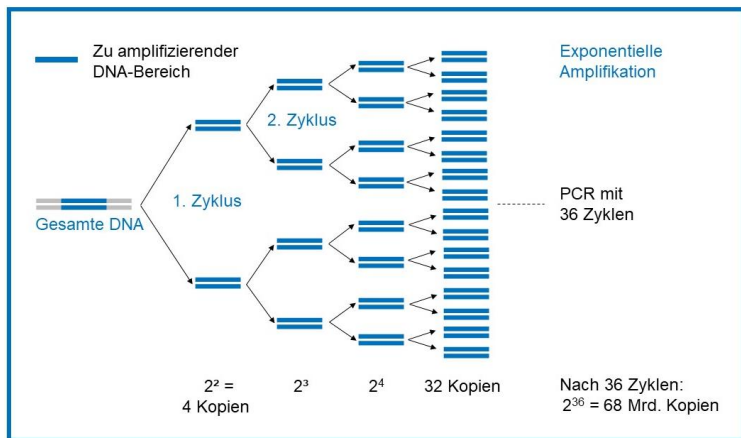 Zu amplifizierender
DNA-Bereich
Exponentielle
Amplifikation
2. Zyklus
1. Zyklus
Gesamte DNA
PCR mit
36 Zyklen
2² =
4 Kopien
2³
2⁴
32 Kopien
Nach 36 Zyklen:
2³⁶ = 68 Mrd. Kopien